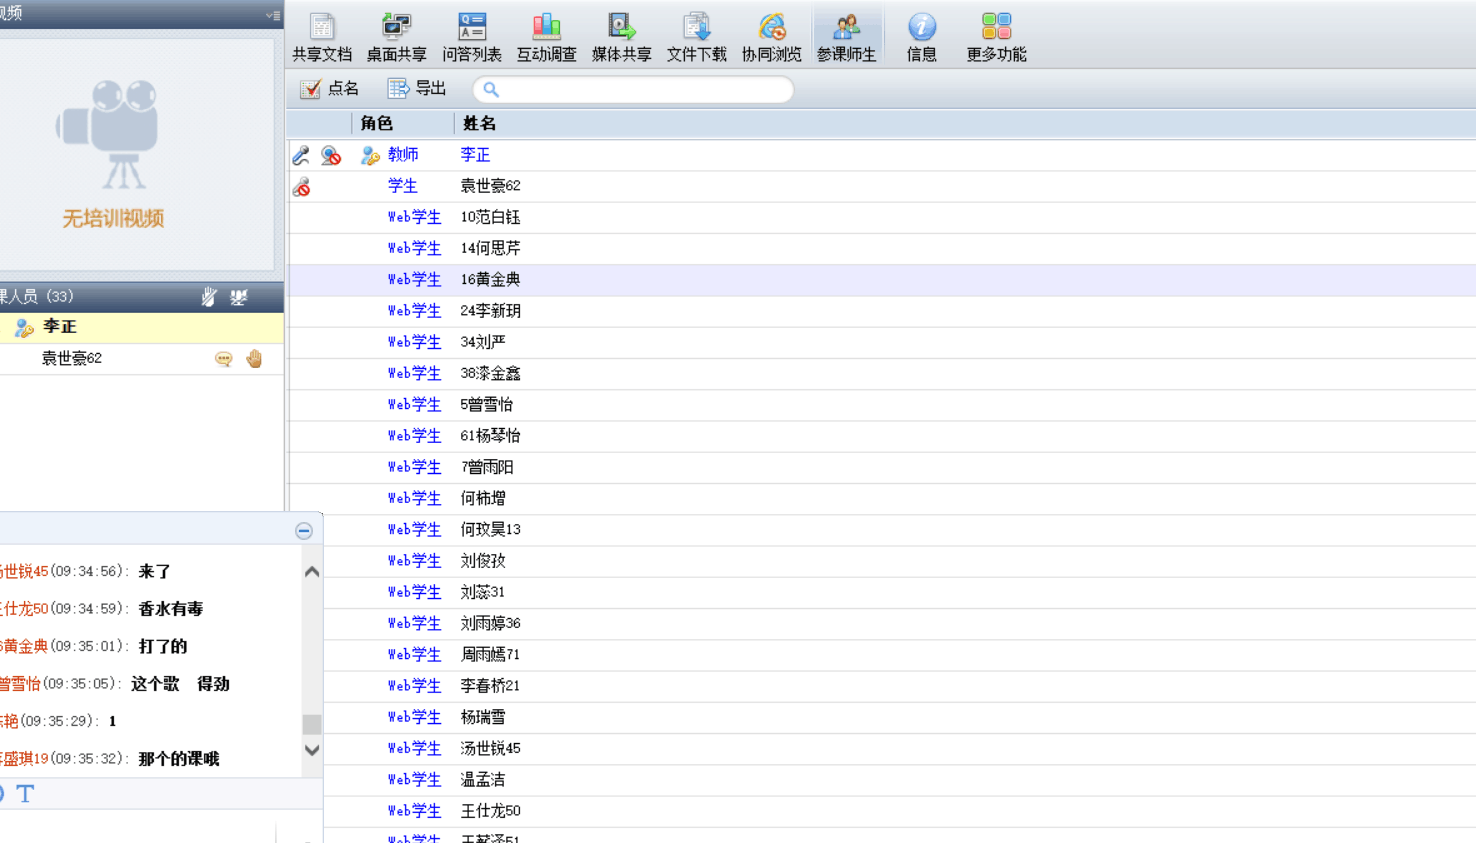 视频
共享文档 桌面共享 问答列表 互动调查 媒体共享 文件下载 协同浏览 参课师生 信息 更多功能
点名 导出
角色 姓名
教师 李正
学生 袁世豪62
Web学生 10范白钰
Web学生 14何思芹
Web学生 16黄金典
Web学生 24李新玥
Web学生 34刘严
Web学生 38漆金鑫
Web学生 5曾雪怡
Web学生 61杨琴怡
Web学生 7曾雨阳
Web学生 何柿增
Web学生 何玟昊13
Web学生 刘俊孜
Web学生 刘蕊31
Web学生 刘雨婷36
Web学生 周雨嫣71
Web学生 李春桥21
Web学生 杨瑞雪
Web学生 汤世锐45
Web学生 温孟洁
Web学生 王仕龙50
Web学生
无培训视频
课人员 (33)
李正
袁世豪62
汤世锐45(09:34:56): 来了
王仕龙50(09:34:59): 香水有毒
6黄金典(09:35:01): 打了的
曾雪怡(09:35:05): 这个歌 得劲
艳(09:35:29): 1
盛琪19(09:35:32): 那个的课哦
T